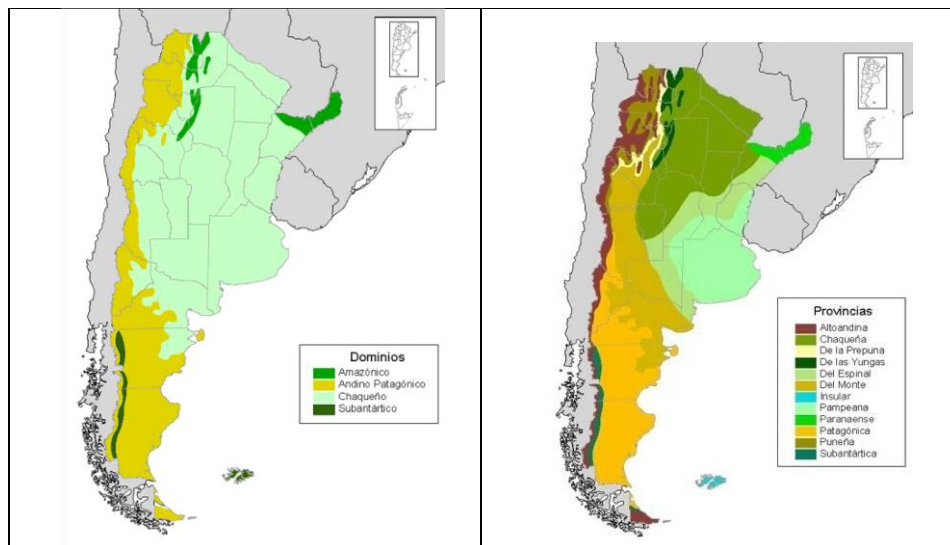 Dominios
Amazónico
Andino Patagónico
Chaqueño
Subantártico
Provincias
Altoandina
Chaqueña
De la Prepuna
De las Yungas
Del Espinal
Del Monte
Insular
Pampeana
Paranaense
Patagónica
Puneña
Subantártica